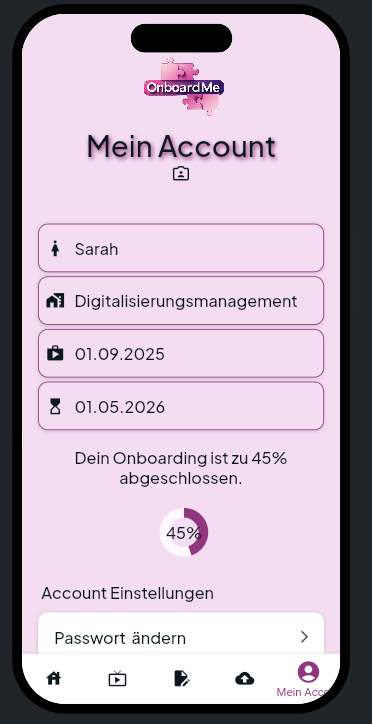 OnboardMe
Mein Account
Sarah
Digitalisierungsmanagement
01.09.2025
01.05.2026
Dein Onboarding ist zu 45%
abgeschlossen.
45%
Account Einstellungen
Passwort ändern
Mein Acco